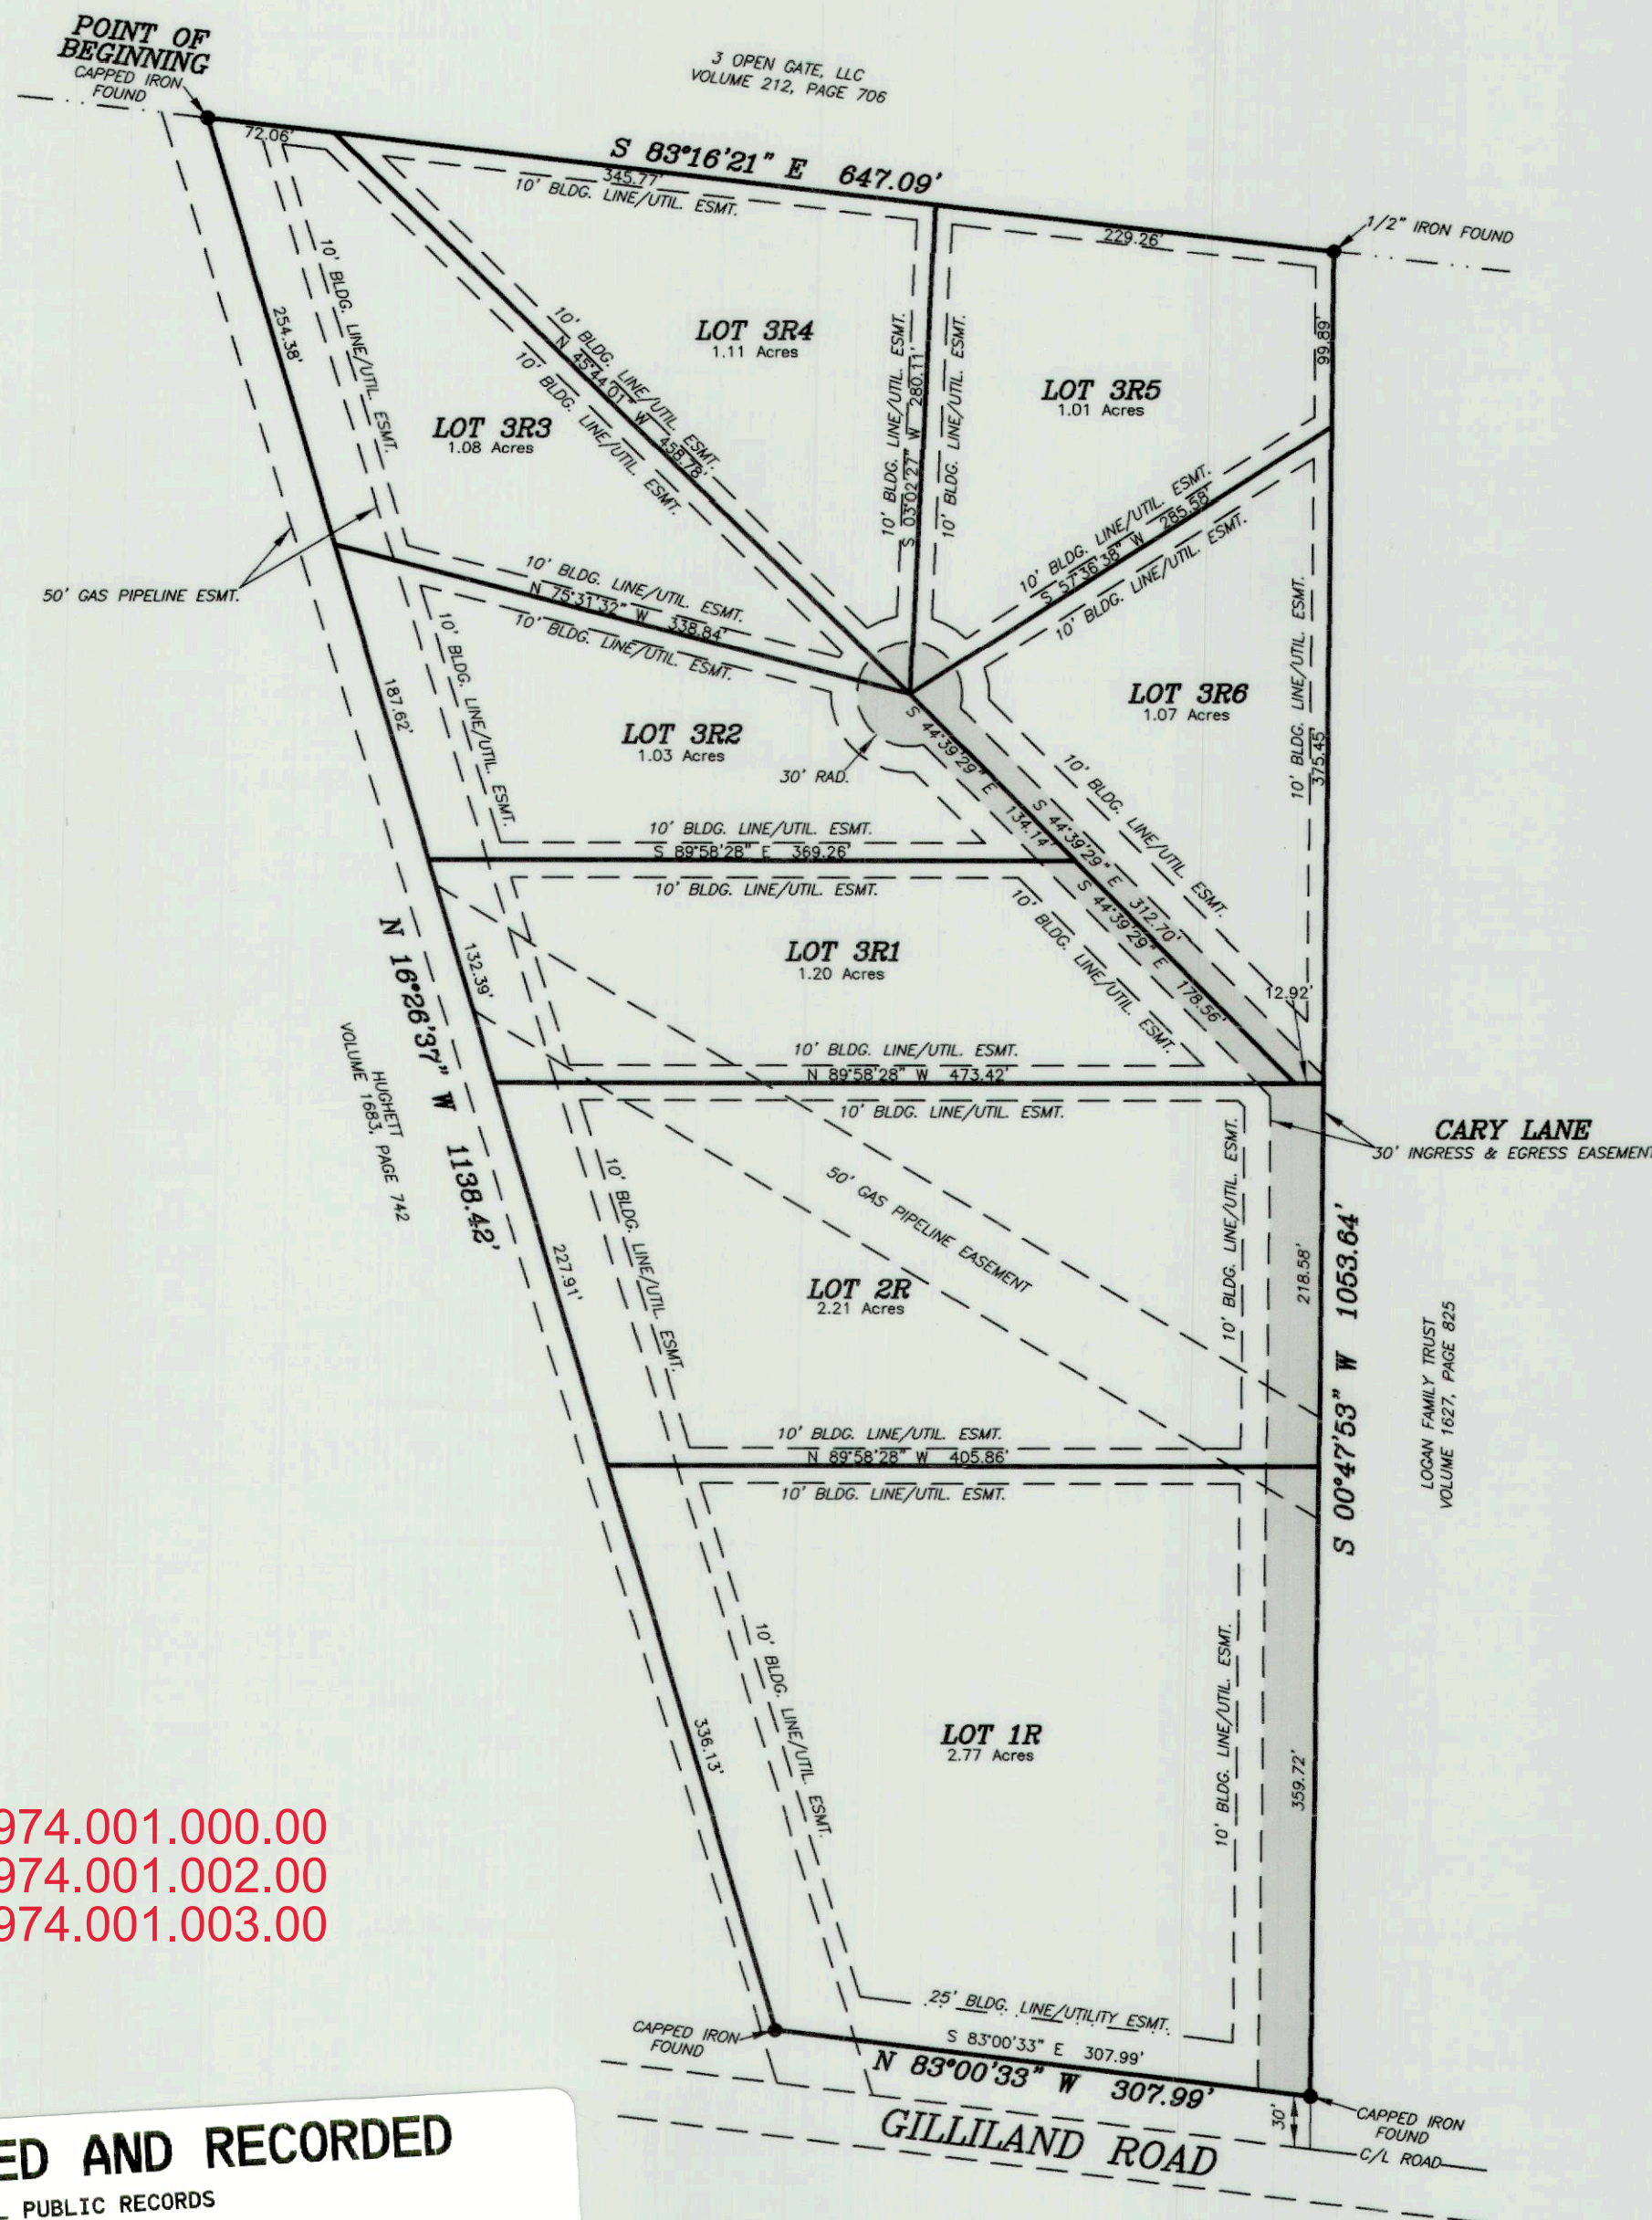 POINT OF
BEGINNING
CAPPED IRON
FOUND
3 OPEN GATE, LLC
VOLUME 212, PAGE 706
72.06'
S 83°16'21" E 647.09'
345.77'
10' BLDG. LINE/UTIL. ESMT.
229.26'
1/2" IRON FOUND
99.89'
254.38'
10' BLDG. LINE/UTIL. ESMT.
LOT 3R4
1.11 Acres
10' BLDG. LINE/UTIL. ESMT.
N 45°44'01" W 458.78'
10' BLDG. LINE/UTIL. ESMT.
10' BLDG. LINE/UTIL. ESMT.
S 03°02'27" W 280.11'
10' BLDG. LINE/UTIL. ESMT.
LOT 3R5
1.01 Acres
LOT 3R3
1.08 Acres
10' BLDG. LINE/UTIL. ESMT.
S 57°36'38" W 285.58'
10' BLDG. LINE/UTIL. ESMT.
50' GAS PIPELINE ESMT.
10' BLDG. LINE/UTIL. ESMT.
N 75°31'32" W 338.84'
10' BLDG. LINE/UTIL. ESMT.
187.62'
10' BLDG. LINE/UTIL. ESMT.
LOT 3R2
1.03 Acres
30' RAD.
LOT 3R6
1.07 Acres
10' BLDG. LINE/UTIL. ESMT.
375.45'
S 44°39'29" E 134.14'
S 44°39'29" E 312.70'
10' BLDG. LINE/UTIL. ESMT.
10' BLDG. LINE/UTIL. ESMT.
S 89°58'28" E 369.26'
10' BLDG. LINE/UTIL. ESMT.
10' BLDG. LINE/UTIL. ESMT.
S 44°39'29" E 178.56'
132.39'
LOT 3R1
1.20 Acres
12.92'
N 16°26'37" W 1138.42'
HUGHETT
VOLUME 1683, PAGE 742
10' BLDG. LINE/UTIL. ESMT.
N 89°58'28" W 473.42'
10' BLDG. LINE/UTIL. ESMT.
CARY LANE
30' INGRESS & EGRESS EASEMENT
10' BLDG. LINE/UTIL. ESMT.
50' GAS PIPELINE EASEMENT
10' BLDG. LINE/UTIL. ESMT.
227.91'
LOT 2R
2.21 Acres
218.58'
S 00°47'53" W 1053.64'
LOGAN FAMILY TRUST
VOLUME 1627, PAGE 825
10' BLDG. LINE/UTIL. ESMT.
N 89°58'28" W 405.86'
10' BLDG. LINE/UTIL. ESMT.
336.13'
10' BLDG. LINE/UTIL. ESMT.
LOT 1R
2.77 Acres
10' BLDG. LINE/UTIL. ESMT.
359.72'
974.001.000.00
974.001.002.00
974.001.003.00
25' BLDG. LINE/UTILITY ESMT.
CAPPED IRON
FOUND
S 83°00'33" E 307.99'
N 83°00'33" W 307.99'
GILLILAND ROAD
30'
CAPPED IRON
FOUND
C/L ROAD
ED AND RECORDED
PUBLIC RECORDS